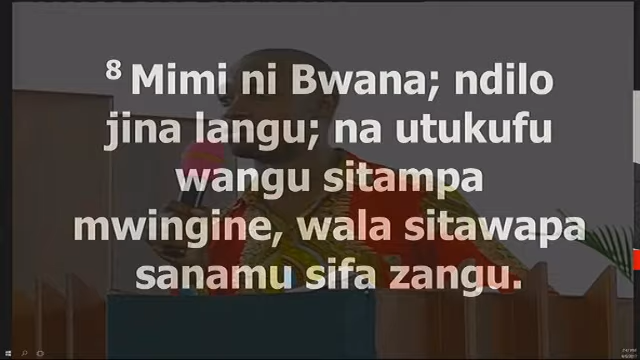 8 Mimi ni Bwana; ndilo
jina langu; na utukufu
wangu sitampa
mwingine, wala sitawapa
sanamu sifa zangu.